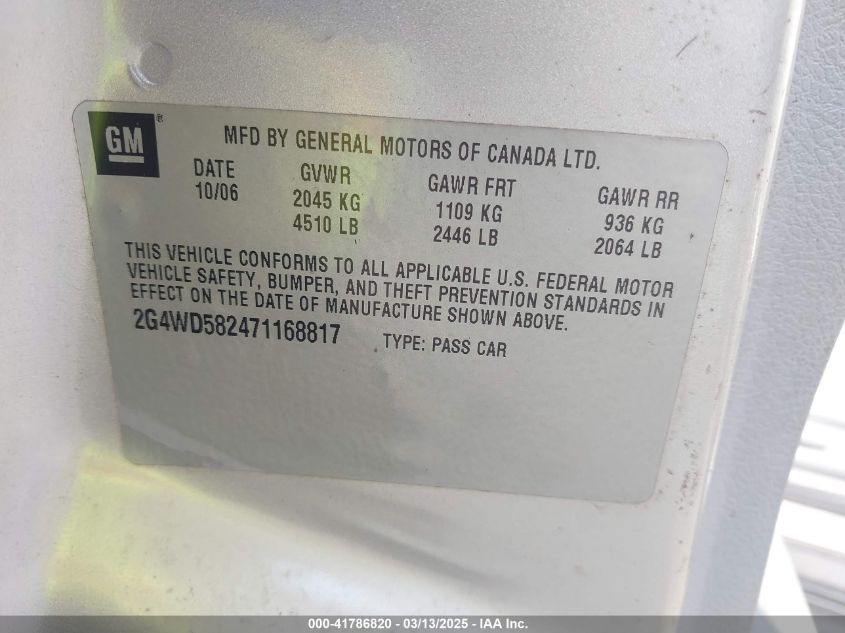 GM ®
MFD BY GENERAL MOTORS OF CANADA LTD.
DATE GVWR GAWR FRT GAWR RR
10/06 2045 KG 1109 KG 936 KG
4510 LB 2446 LB 2064 LB
THIS VEHICLE CONFORMS TO ALL APPLICABLE U.S. FEDERAL MOTOR
VEHICLE SAFETY, BUMPER, AND THEFT PREVENTION STANDARDS IN
EFFECT ON THE DATE OF MANUFACTURE SHOWN ABOVE.
2G4WD582471168817 TYPE: PASS CAR
000-41786820 - 03/13/2025 - IAA Inc.